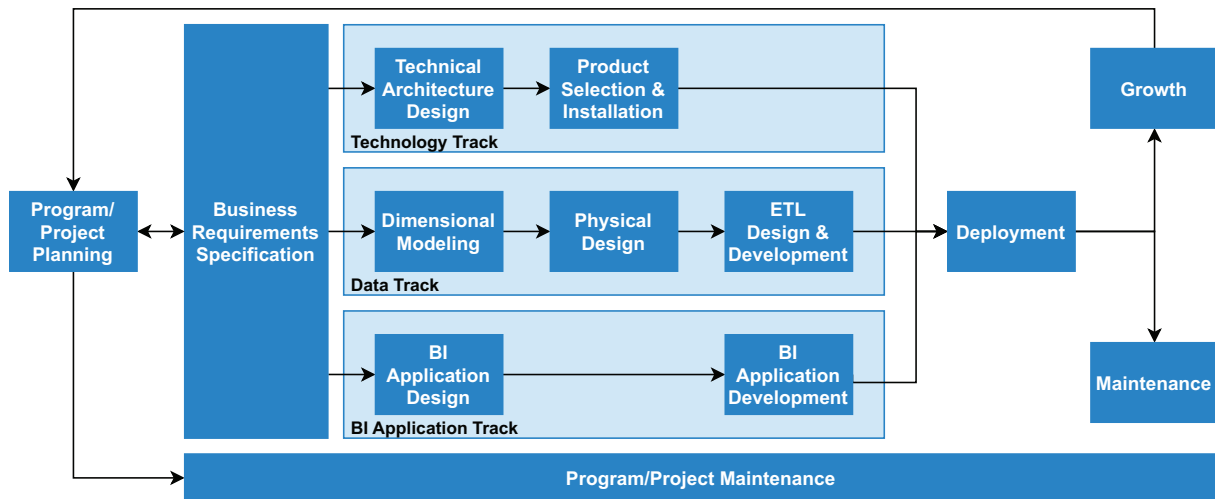 Technical
Architecture
Design
Product
Selection &
Installation
Technology Track
Growth
Program/
Project
Planning
Business
Requirements
Specification
Dimensional
Modeling
Physical
Design
ETL
Design &
Development
Data Track
Deployment
BI
Application
Design
BI
Application
Development
BI Application Track
Maintenance
Program/Project Maintenance